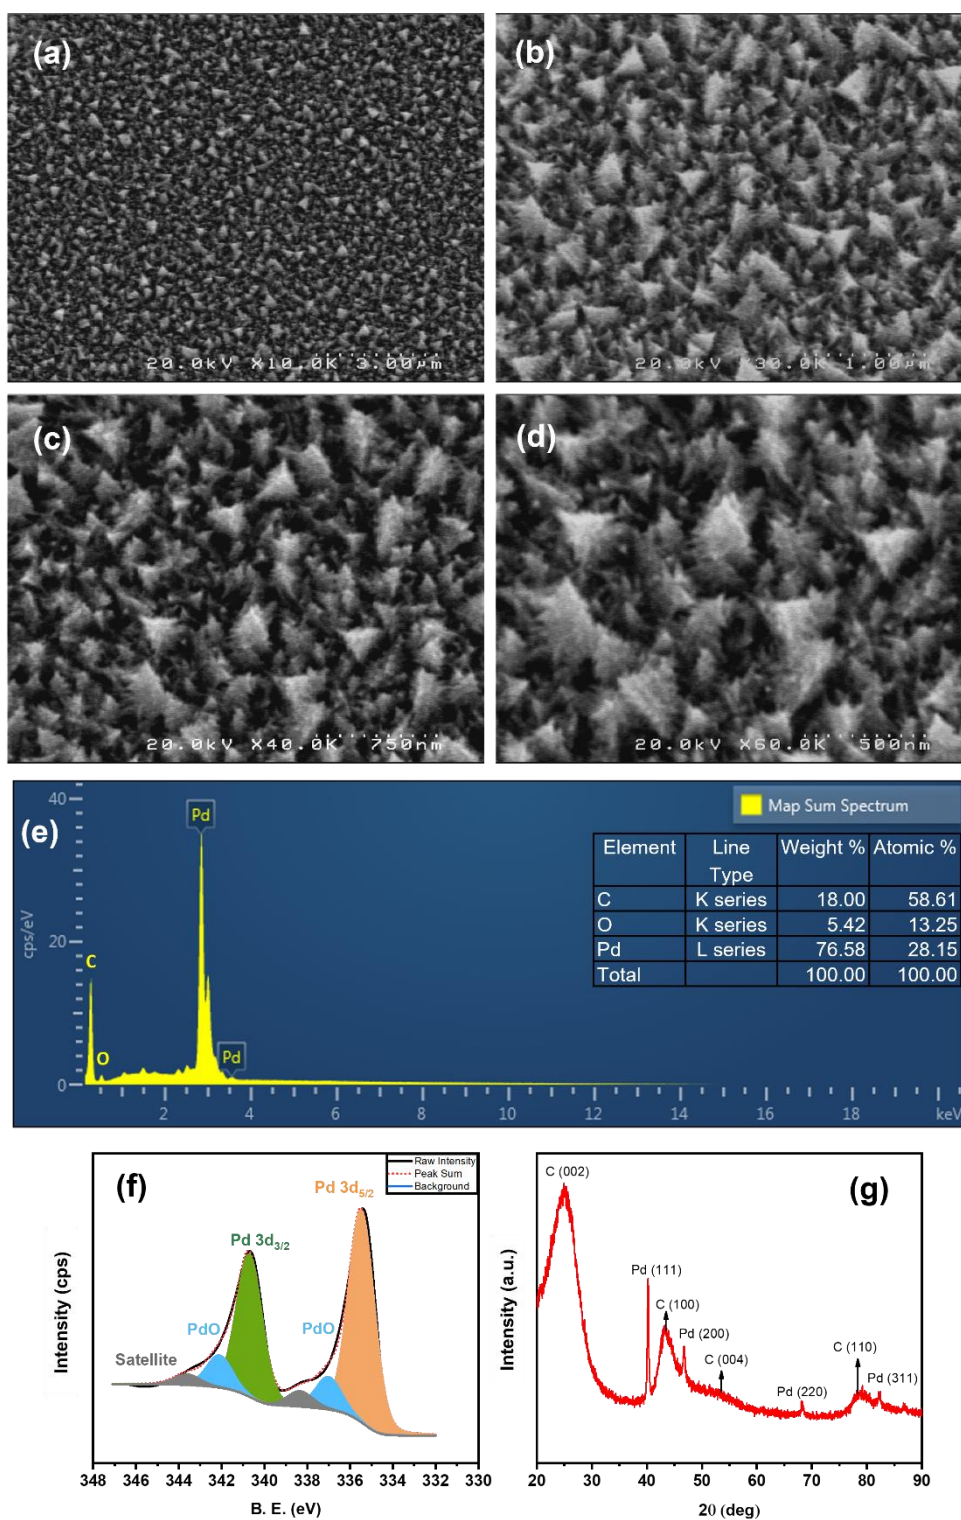 (a)
20.0kV X10.0K 3.00μm
(b)
20.0kV X30.0K 1.00μm
(c)
20.0kV X40.0K 750nm
(d)
20.0kV X60.0K 500nm
(e)
40
20
0
cps/eV
C
O
Pd
Pd
2 4 6 8 10 12 14 16 18 keV
Map Sum Spectrum
Element Line Type Weight % Atomic %
C K series 18.00 58.61
O K series 5.42 13.25
Pd L series 76.58 28.15
Total 100.00 100.00
(f)
Raw Intensity
Peak Sum
Background
Pd 3d5/2
Pd 3d3/2
PdO
PdO
Satellite
Intensity (cps)
348 346 344 342 340 338 336 334 332 330
B. E. (eV)
(g)
C (002)
Pd (111)
C (100)
Pd (200)
C (004)
Pd (220)
C (110)
Pd (311)
Intensity (a.u.)
20 30 40 50 60 70 80 90
2θ (deg)